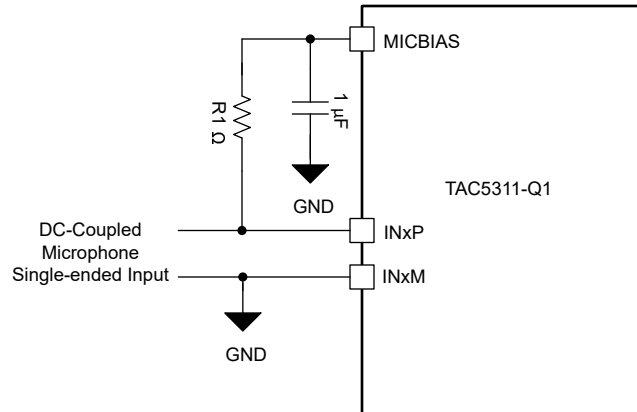 MICBIAS
R1 Ω
1 µF
GND
TAC5311-Q1
DC-Coupled
Microphone
Single-ended Input
INxP
INxM
GND